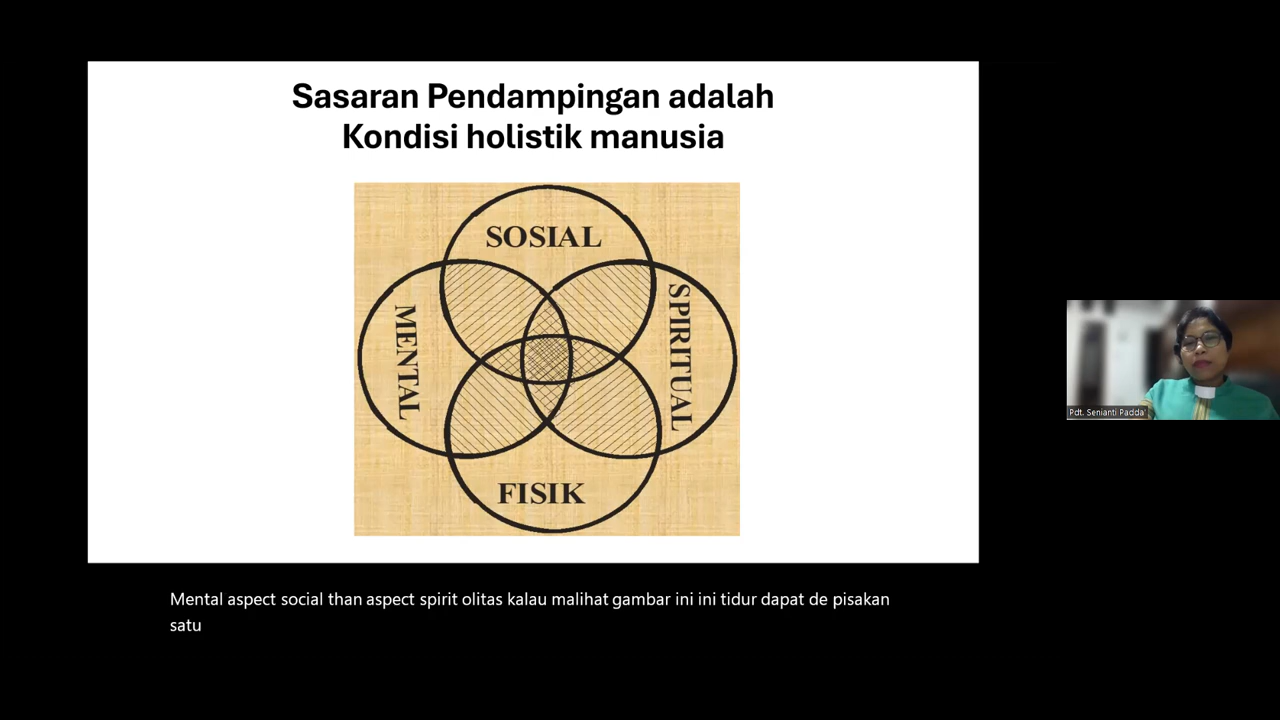 Sasaran Pendampingan adalah
Kondisi holistik manusia
SOSIAL
MENTAL
SPIRITUAL
FISIK
Pdt. Senianti Padda'
Mental aspect social than aspect spirit olitas kalau malihat gambar ini ini tidur dapat de pisakan
satu